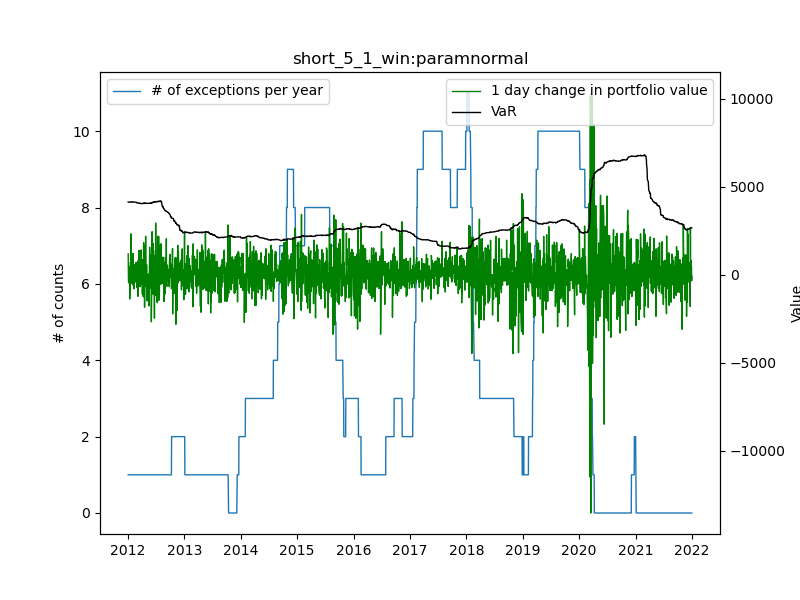 short_5_1_win:paramnormal
# of exceptions per year
1 day change in portfolio value
VaR
10
8
6
4
2
0
# of counts
10000
5000
0
−5000
−10000
Value
2012 2013 2014 2015 2016 2017 2018 2019 2020 2021 2022